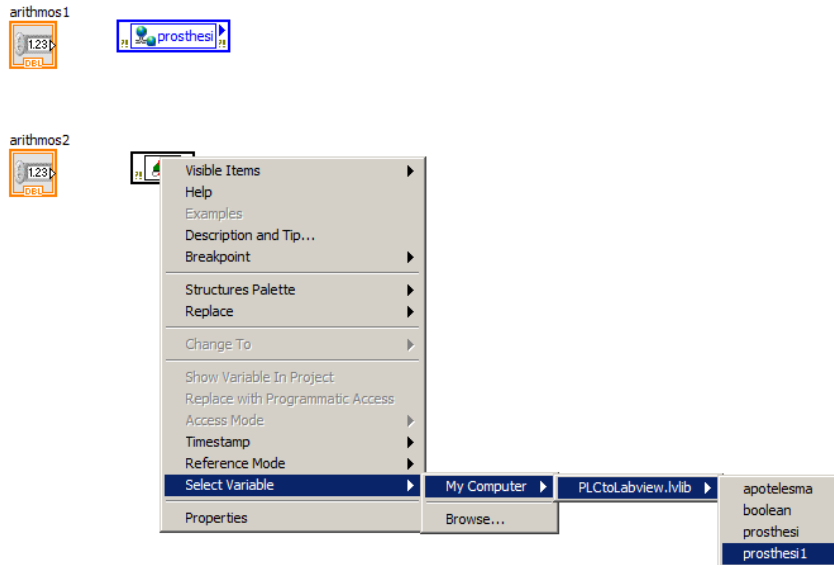 arithmos1
1.23
DBL
prosthesi
arithmos2
1.23
DBL
Visible Items
Help
Examples
Description and Tip...
Breakpoint
Structures Palette
Replace
Change To
Show Variable In Project
Replace with Programmatic Access
Access Mode
Timestamp
Reference Mode
Select Variable
Properties
My Computer
Browse...
PLCtoLabview.lvlib
apotelesma
boolean
prosthesi
prosthesi1